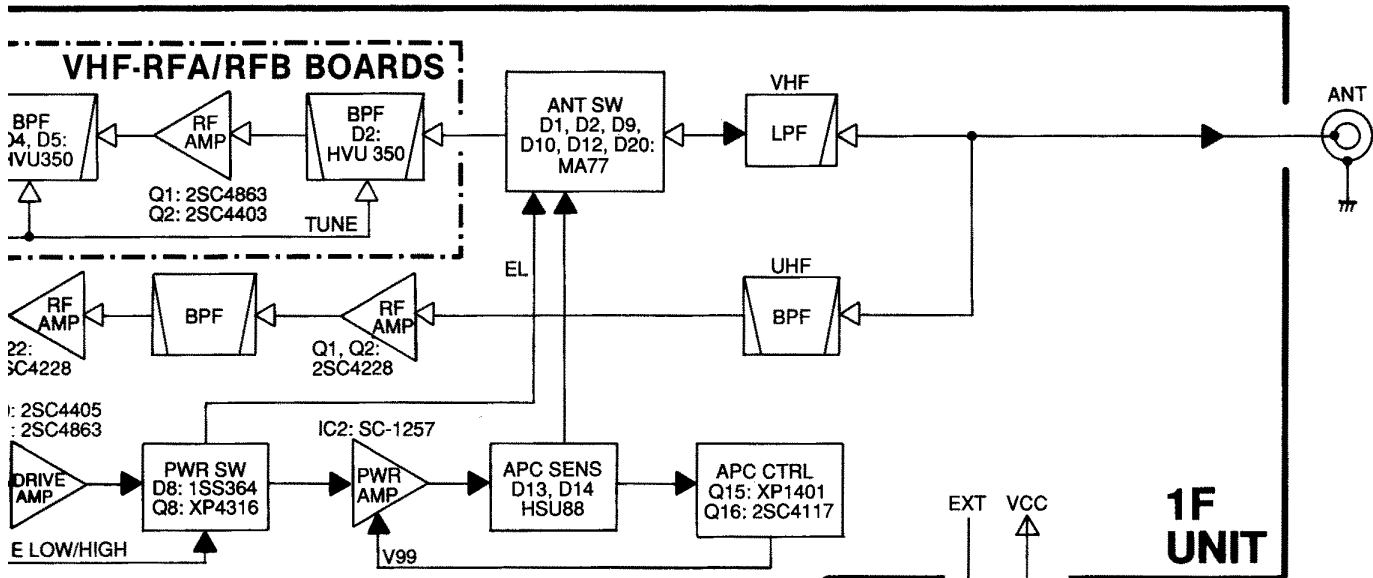 VHF-RFA/RFB BOARDS
BPF
D5:
HVU350
RF
AMP
Q1: 2SC4863
Q2: 2SC4403
BPF
D2:
HVU 350
TUNE
ANT SW
D1, D2, D9,
D10, D12, D20:
MA77
VHF
LPF
ANT
RF
AMP
22:
SC4228
BPF
RF
AMP
Q1, Q2:
2SC4228
EL
UHF
BPF
: 2SC4405
: 2SC4863
DRIVE
AMP
PWR SW
D8: 1SS364
Q8: XP4316
E LOW/HIGH
IC2: SC-1257
PWR
AMP
V99
APC SENS
D13, D14
HSU88
APC CTRL
Q15: XP1401
Q16: 2SC4117
EXT
VCC
1F
UNIT